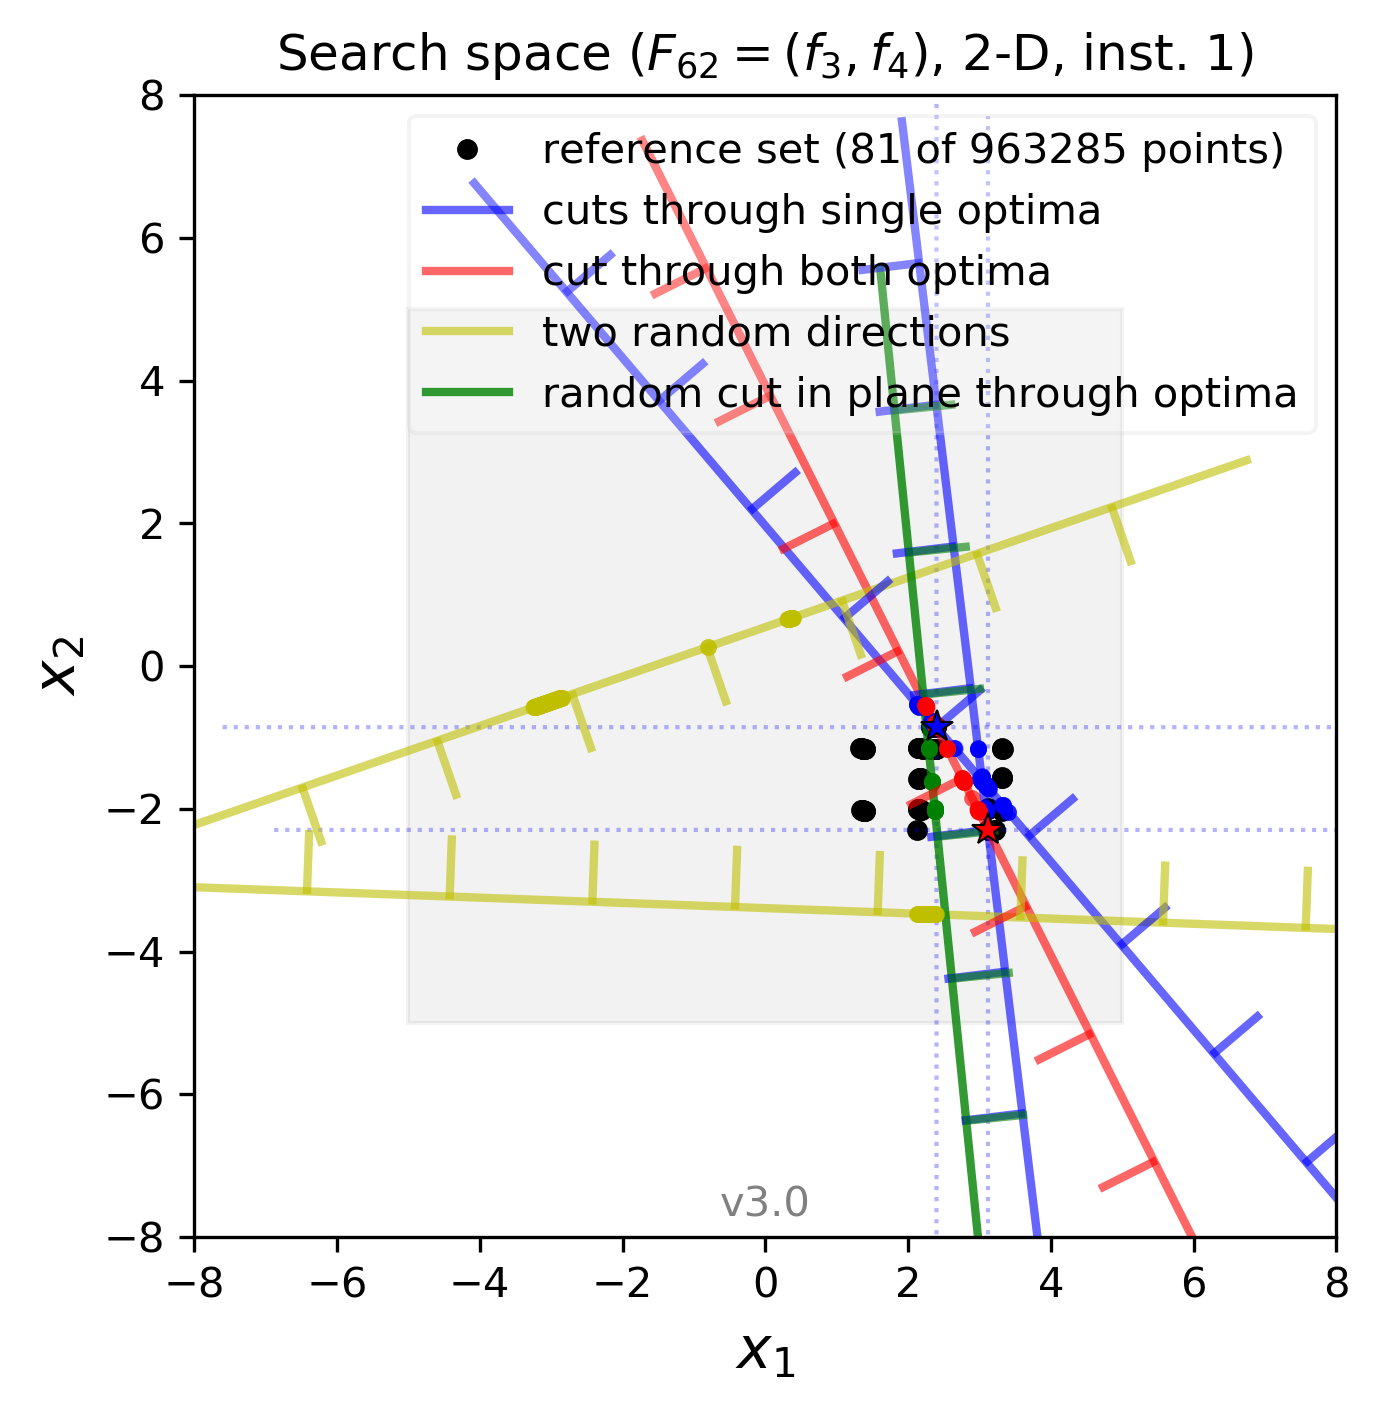 Search space (F62 = (f3, f4), 2-D, inst. 1)
reference set (81 of 963285 points)
cuts through single optima
cut through both optima
two random directions
random cut in plane through optima
8
6
4
2
0
−2
−4
−6
−8
x2
v3.0
−8 −6 −4 −2 0 2 4 6 8
x1